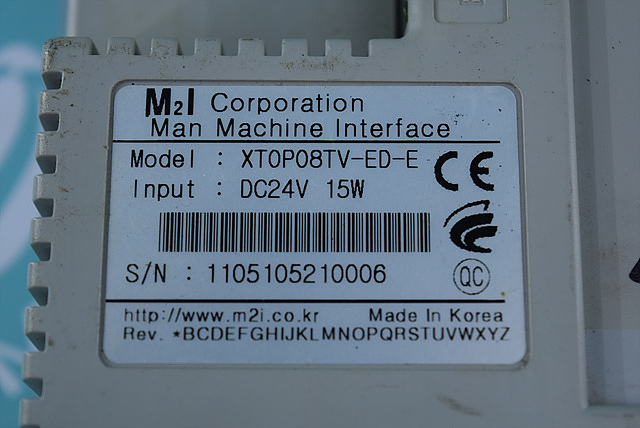 M2I Corporation
Man Machine Interface
Model : XTOP08TV-ED-E
Input : DC24V 15W
CE
S/N : 1105105210006
QC
http://www.m2i.co.kr Made In Korea
Rev. *BCDEFGHIJKLMNOPQRSTUVWXYZ